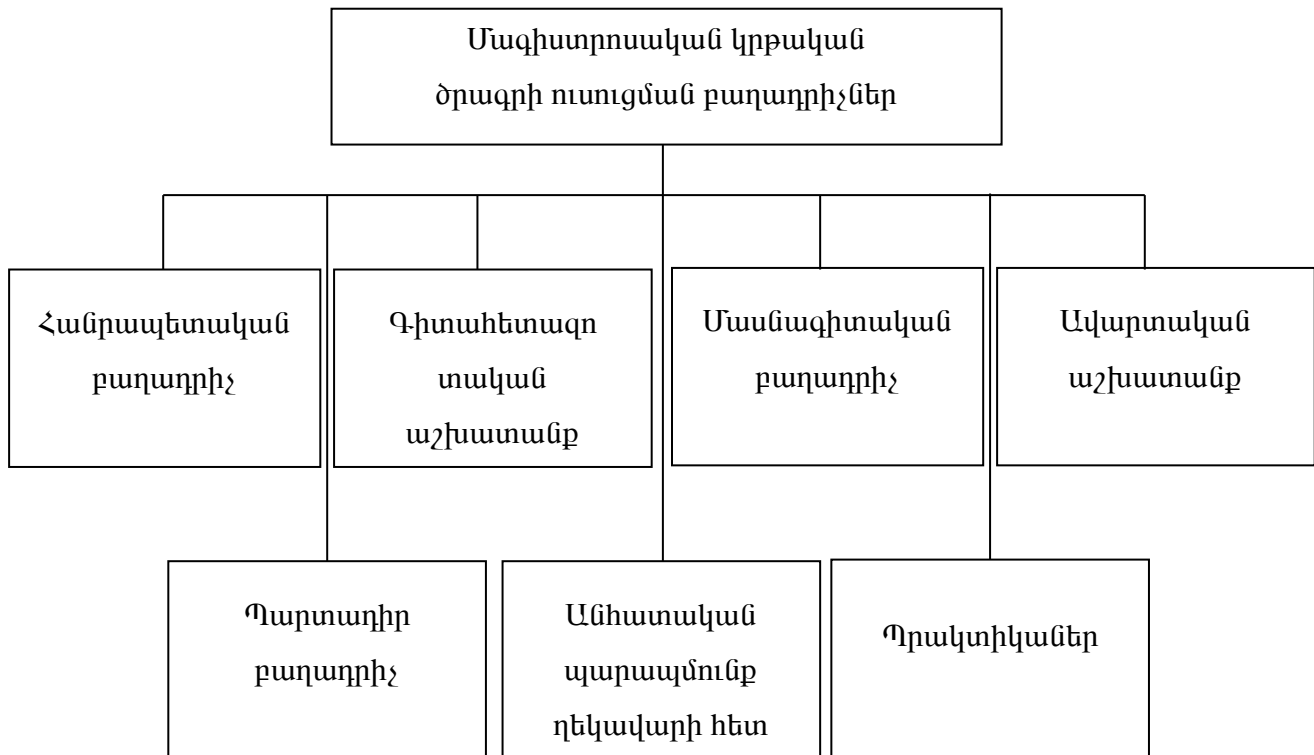 Մագիստրոսական կրթական
ծրագրի ուսուցման բաղադրիչներ
Հանրապետական
բաղադրիչ
Գիտահետազո
տական
աշխատանք
Մասնագիտական
բաղադրիչ
Ավարտական
աշխատանք
Պարտադիր
բաղադրիչ
Անհատական
պարապմունք
ղեկավարի հետ
Պրակտիկաներ